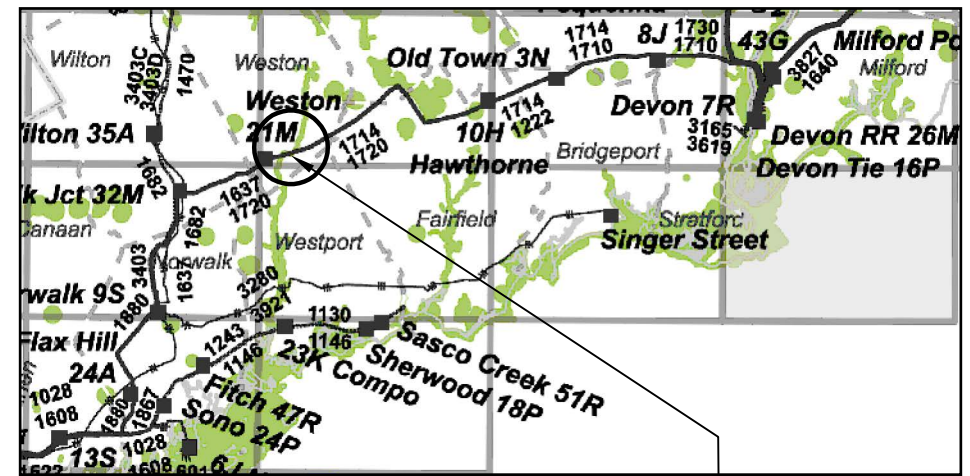 1714
1710
8J
1730
1710
43G
Milford
3827
1640
Milford
Wilton
3403C
3403D
1470
Weston
Old Town 3N
Weston
21M
1714
1720
10H
Hawthorne
1714
1222
Devon 7R
3165
3619
Devon RR 26M
Devon Tie 16P
Bridgeport
35A
1682
Jct 32M
1637
1720
1682
Canaan
3403
1637
Norwalk
Westport
Fairfield
Stratford
Singer Street
9S
1880
3280
3921
Flax Hill
24A
1243
1146
1130
1146
23K Compo
Sherwood 18P
Sasco Creek 51R
Fitch 47R
Sono 24P
1028
1608
1880
1867
13S
1028
1608